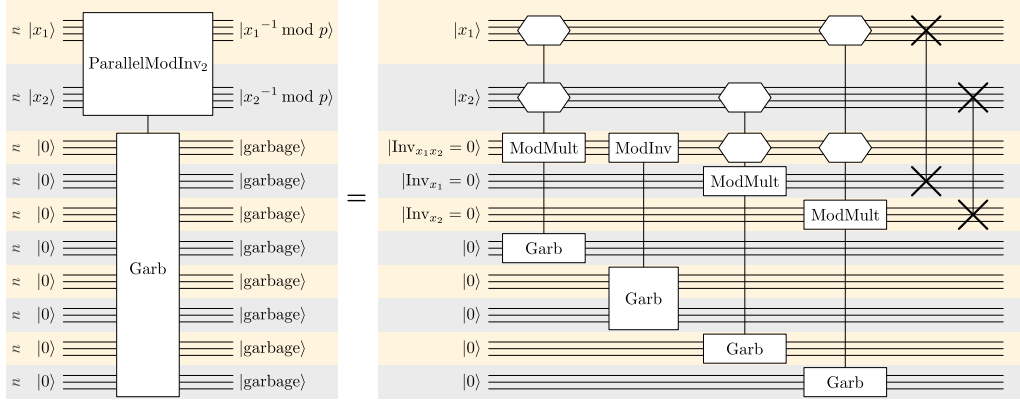 n |x₁⟩ ParallelModInv₂ |x₁⁻¹ mod p⟩
n |x₂⟩ |x₂⁻¹ mod p⟩
n |0⟩ |garbage⟩
n |0⟩ |garbage⟩
n |0⟩ |garbage⟩
n |0⟩ |garbage⟩
n |0⟩ Garb |garbage⟩
n |0⟩ |garbage⟩
n |0⟩ |garbage⟩
n |0⟩ |garbage⟩
=
|x₁⟩
|x₂⟩
|Inv_{x₁x₂} = 0⟩ ModMult ModInv
|Inv_{x₁} = 0⟩ ModMult
|Inv_{x₂} = 0⟩ ModMult
|0⟩ Garb
|0⟩ Garb
|0⟩
|0⟩ Garb
|0⟩ Garb